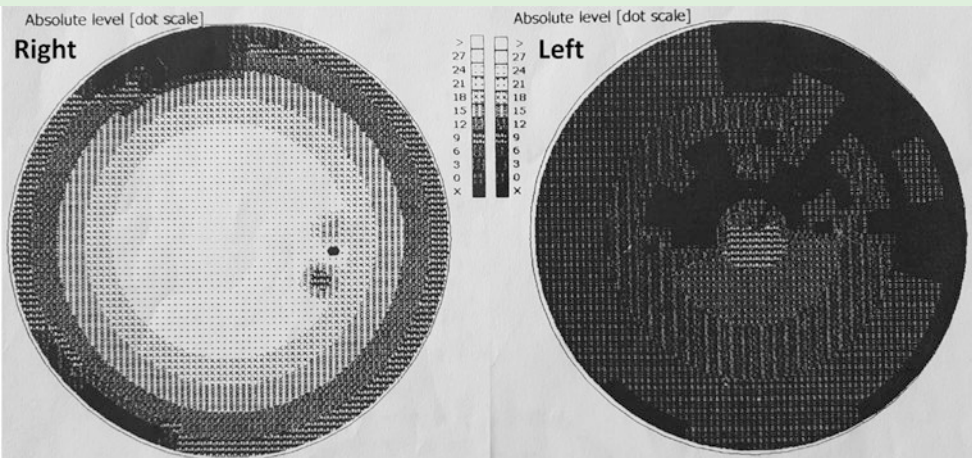 Absolute level [dot scale]
Right
> >
27 27
24 24
21 21
18 18
15 15
12 12
9 9
6 6
3 3
0 0
X X
Absolute level [dot scale]
Left